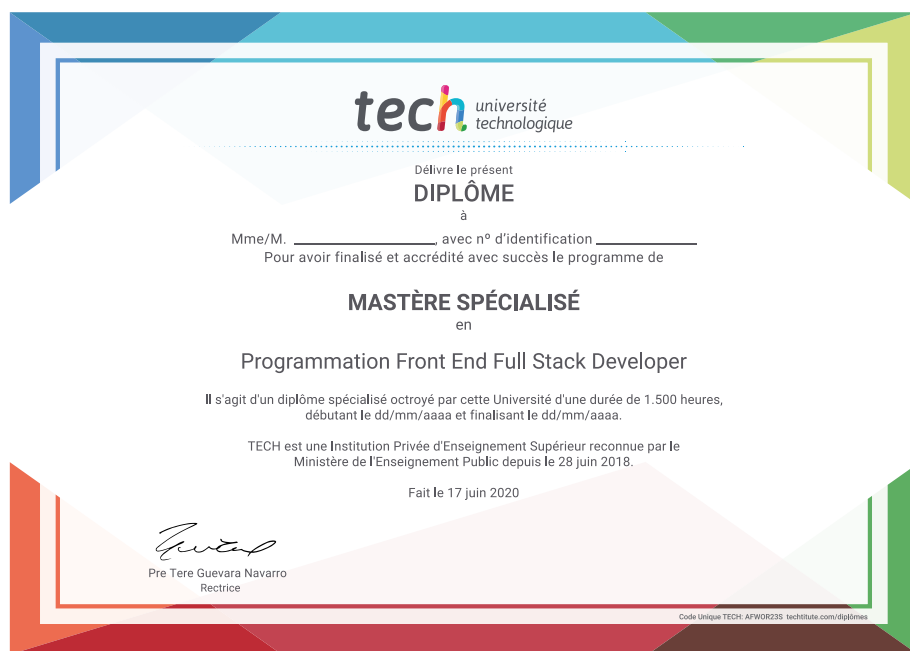 tech université
technologique
Délivre le présent
DIPLÔME
à
Mme/M. , avec nº d'identification
Pour avoir finalisé et accrédité avec succès le programme de
MASTÈRE SPÉCIALISÉ
en
Programmation Front End Full Stack Developer
Il s'agit d'un diplôme spécialisé octroyé par cette Université d'une durée de 1.500 heures,
débutant le dd/mm/aaaa et finalisant le dd/mm/aaaa.
TECH est une Institution Privée d'Enseignement Supérieur reconnue par le
Ministère de l'Enseignement Public depuis le 28 juin 2018.
Fait le 17 juin 2020
Pre Tere Guevara Navarro
Rectrice
Code Unique TECH: AFWOR23S techtitute.com/diplômes